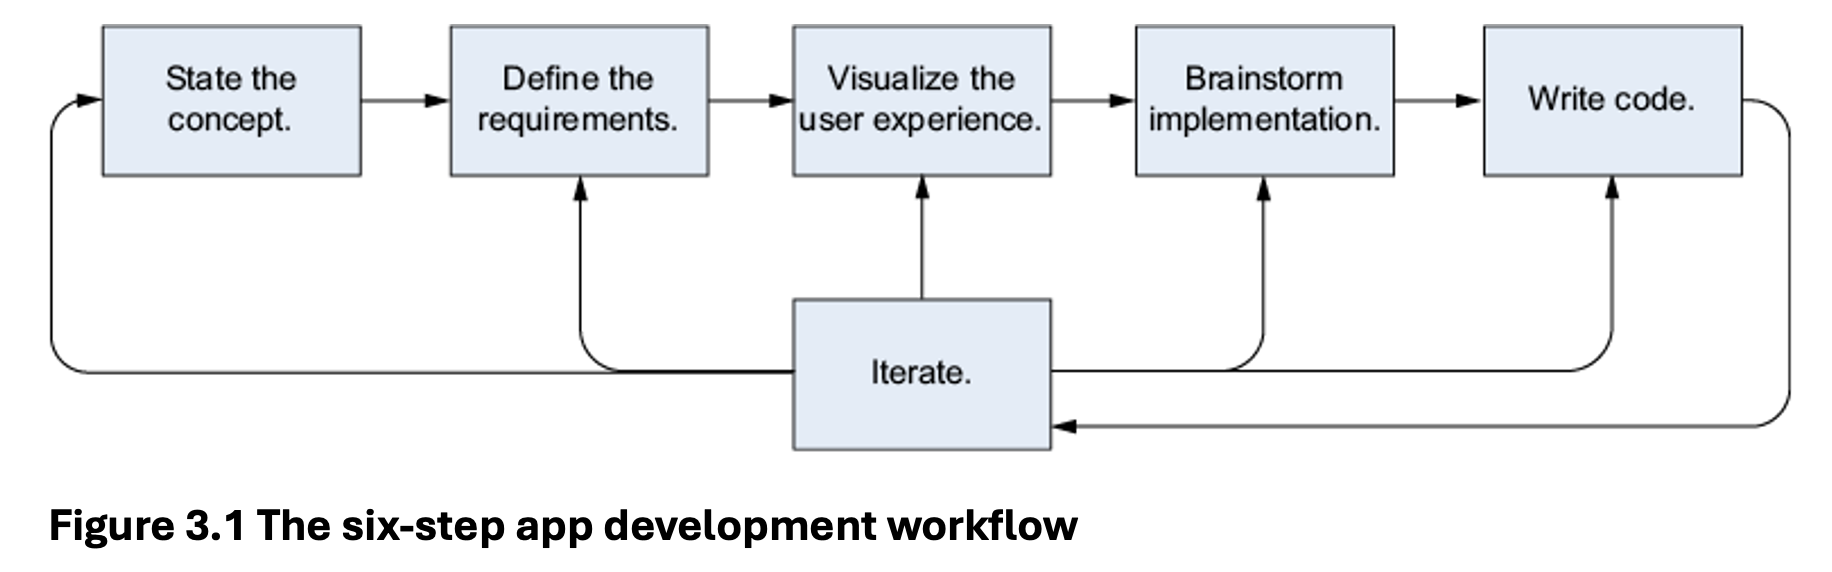 State the
concept.
Define the
requirements.
Visualize the
user experience.
Brainstorm
implementation.
Write code.
Iterate.
Figure 3.1 The six-step app development workflow